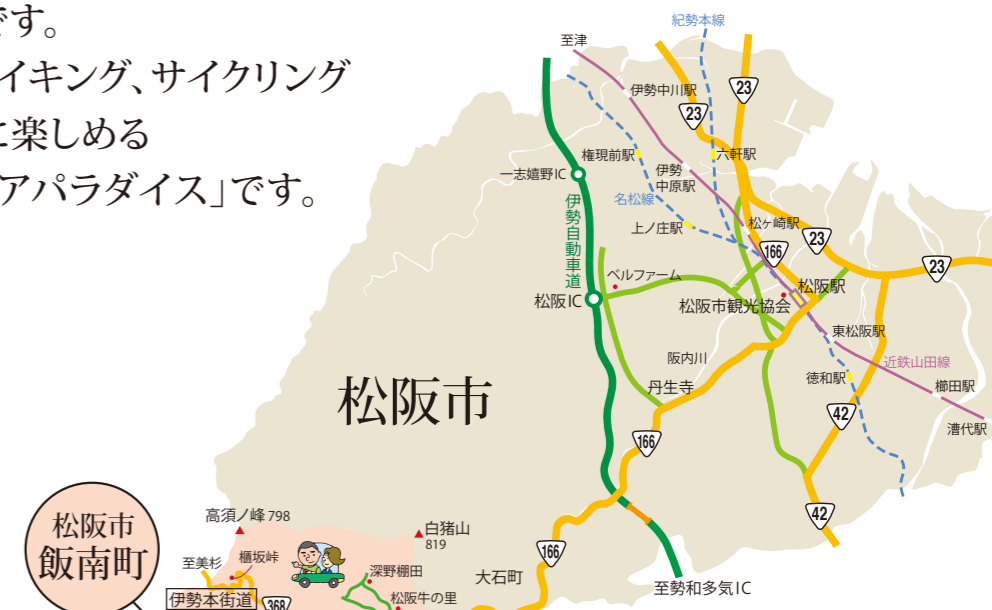 です。
イキング、サイクリング
に楽しめる
アパラダイス」です。
紀勢本線
至津
伊勢中川駅
23
23
権現前駅
六軒駅
一志嬉野IC
伊勢
中原駅
名松線
伊勢自動車道
上ノ庄駅
松ヶ崎駅
166
23
23
ベルファーム
松阪駅
松阪IC
松阪市観光協会
東松阪駅
阪内川
近鉄山田線
徳和駅
丹生寺
櫛田駅
松阪市
42
漕代駅
166
42
高須ノ峰 798
白猪山
819
松阪市
飯南町
166
至美杉
櫃坂峠
深野棚田
大石町
至勢和多気IC
伊勢本街道
368
松阪牛の里